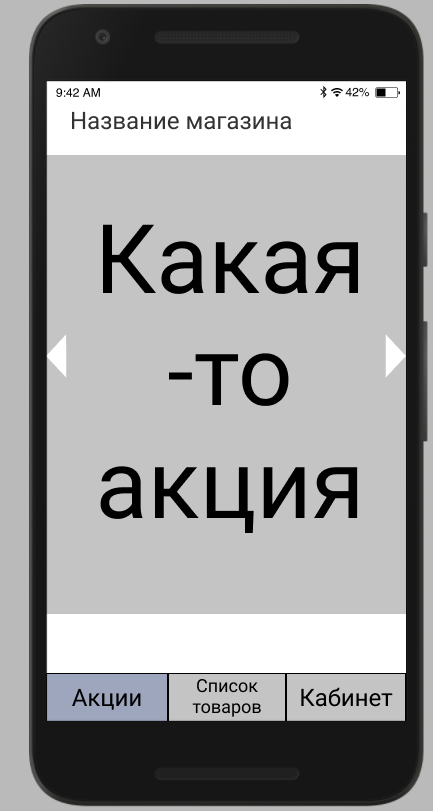 9:42 AM 42%
Название магазина
Какая
-то
акция
Акции
Список
товаров
Кабинет